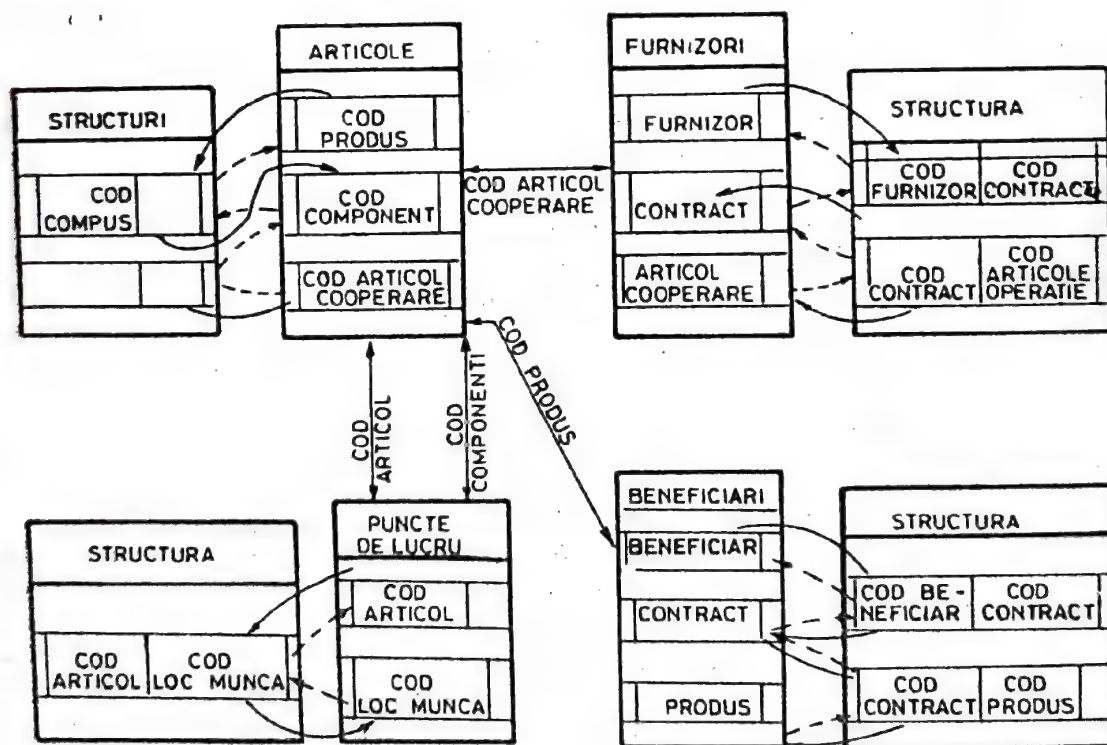 ARTICOLE
COD
PRODUS
COD
COMPONENT
COD ARTICOL
COOPERARE
STRUCTURI
COD
COMPUS
COD ARTICOL
COOPERARE
FURNIZORI
FURNIZOR
CONTRACT
ARTICOL
COOPERARE
STRUCTURA
COD
FURNIZOR
COD
CONTRACT
COD
CONTRACT
COD
ARTICOLE
OPERATIE
COD
ARTICOL
COD
COMPONENTI
COD PRODUS
STRUCTURA
COD
ARTICOL
COD
LOC MUNCA
PUNCTE
DE LUCRU
COD
ARTICOL
COD
LOC MUNCA
BENEFICIARI
BENEFICIAR
CONTRACT
PRODUS
STRUCTURA
COD BE-
NEFICIAR
COD
CONTRACT
COD
CONTRACT
COD
PRODUS